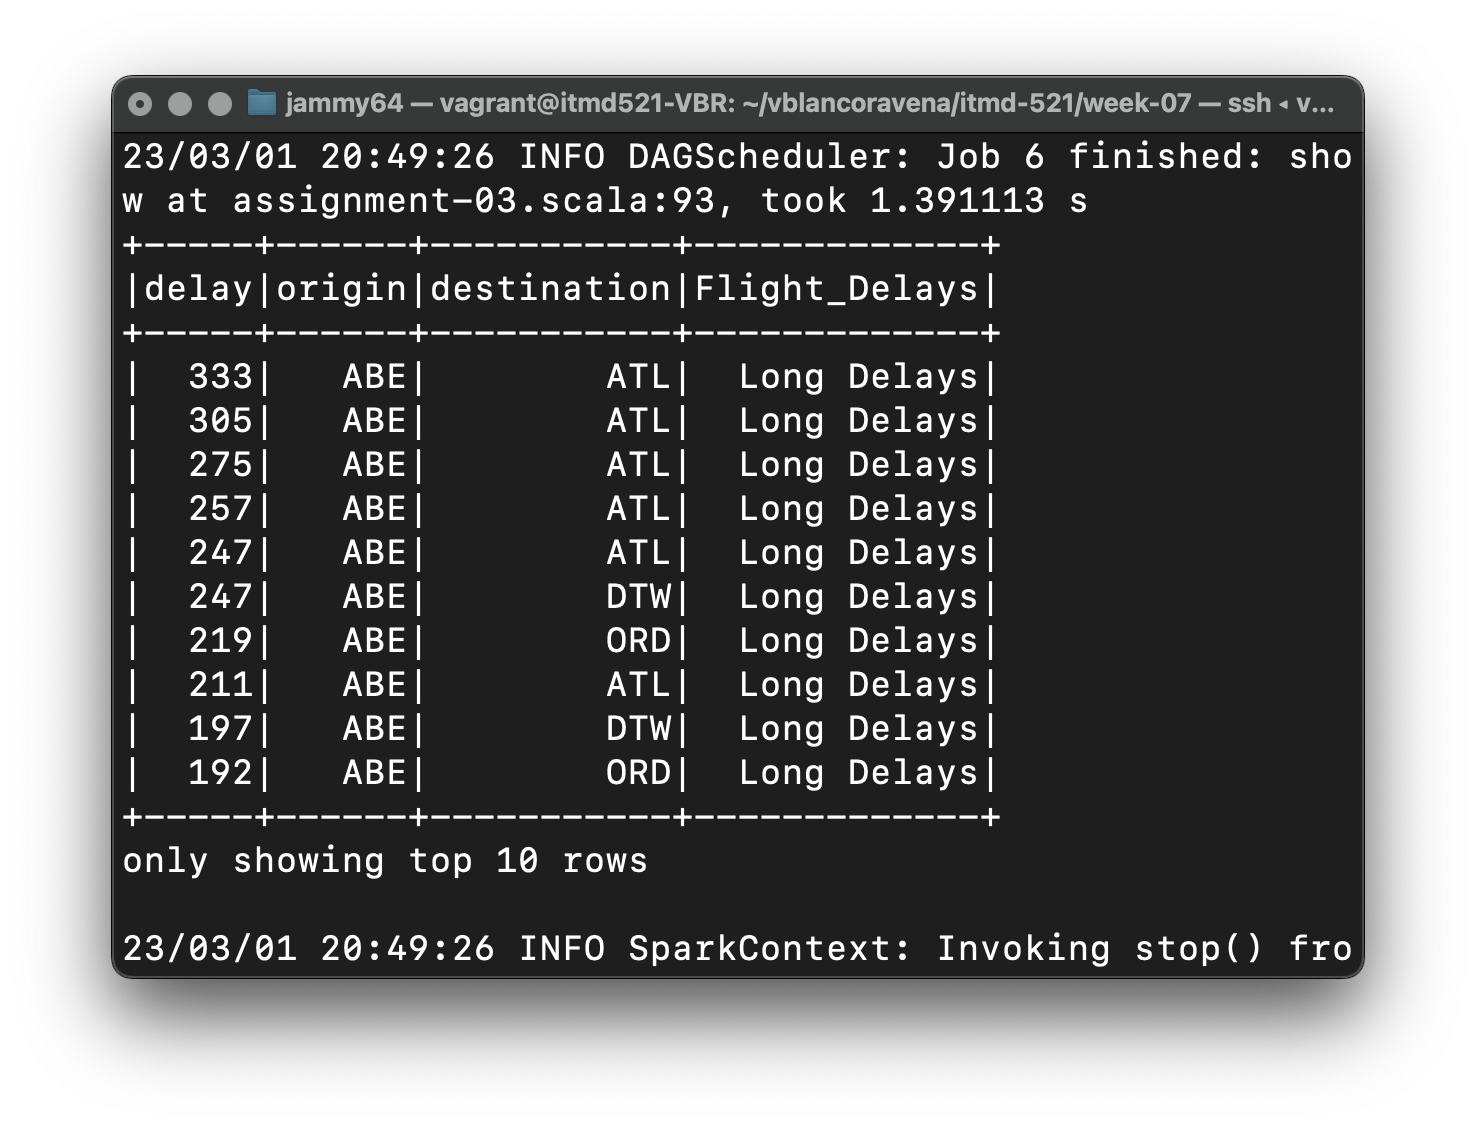 jammy64 — vagrant@itmd521-VBR: ~/vblancoravena/itmd-521/week-07 — ssh ◂ v...
23/03/01 20:49:26 INFO DAGScheduler: Job 6 finished: sho
w at assignment-03.scala:93, took 1.391113 s
+-----+------+-----------+-------------+
|delay|origin|destination|Flight_Delays|
+-----+------+-----------+-------------+
|  333|   ABE|        ATL|  Long Delays|
|  305|   ABE|        ATL|  Long Delays|
|  275|   ABE|        ATL|  Long Delays|
|  257|   ABE|        ATL|  Long Delays|
|  247|   ABE|        ATL|  Long Delays|
|  247|   ABE|        DTW|  Long Delays|
|  219|   ABE|        ORD|  Long Delays|
|  211|   ABE|        ATL|  Long Delays|
|  197|   ABE|        DTW|  Long Delays|
|  192|   ABE|        ORD|  Long Delays|
+-----+------+-----------+-------------+
only showing top 10 rows
23/03/01 20:49:26 INFO SparkContext: Invoking stop() fro